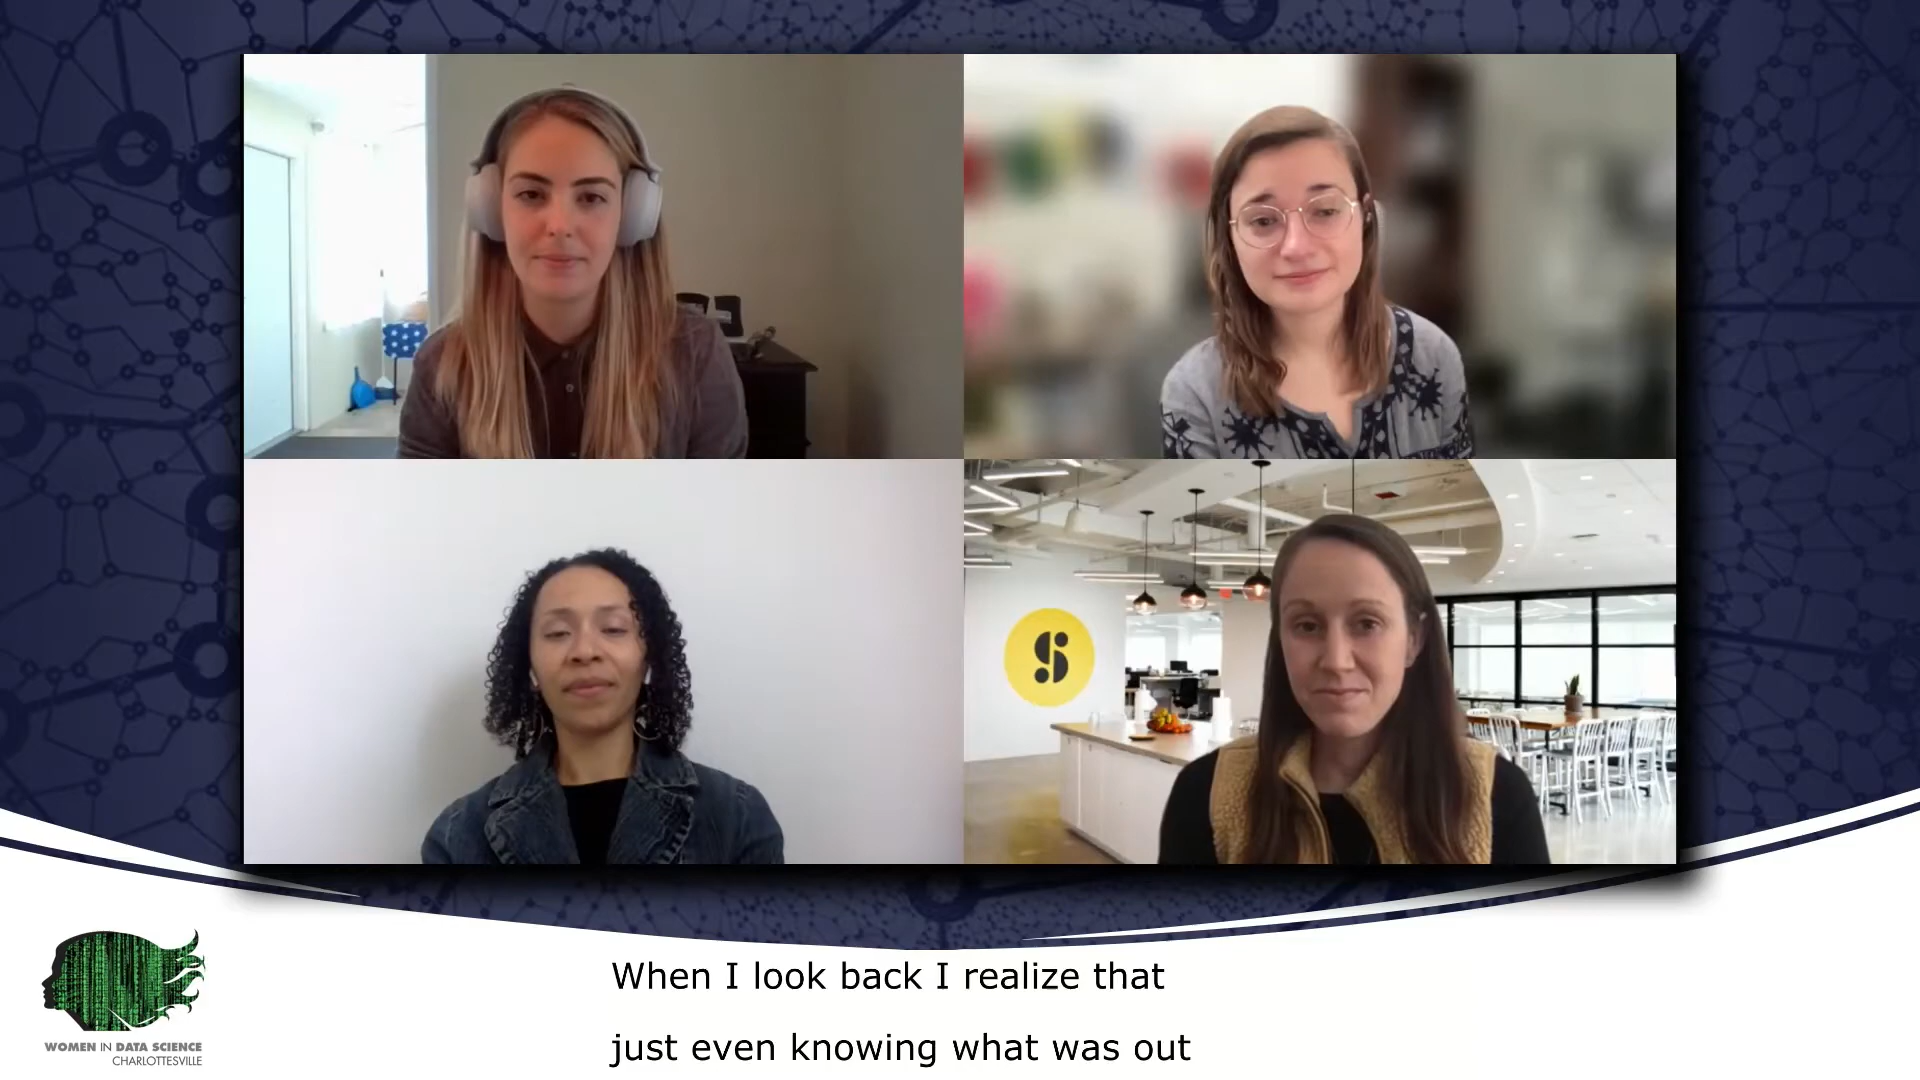 WOMEN IN DATA SCIENCE
CHARLOTTESVILLE
When I look back I realize that
just even knowing what was out